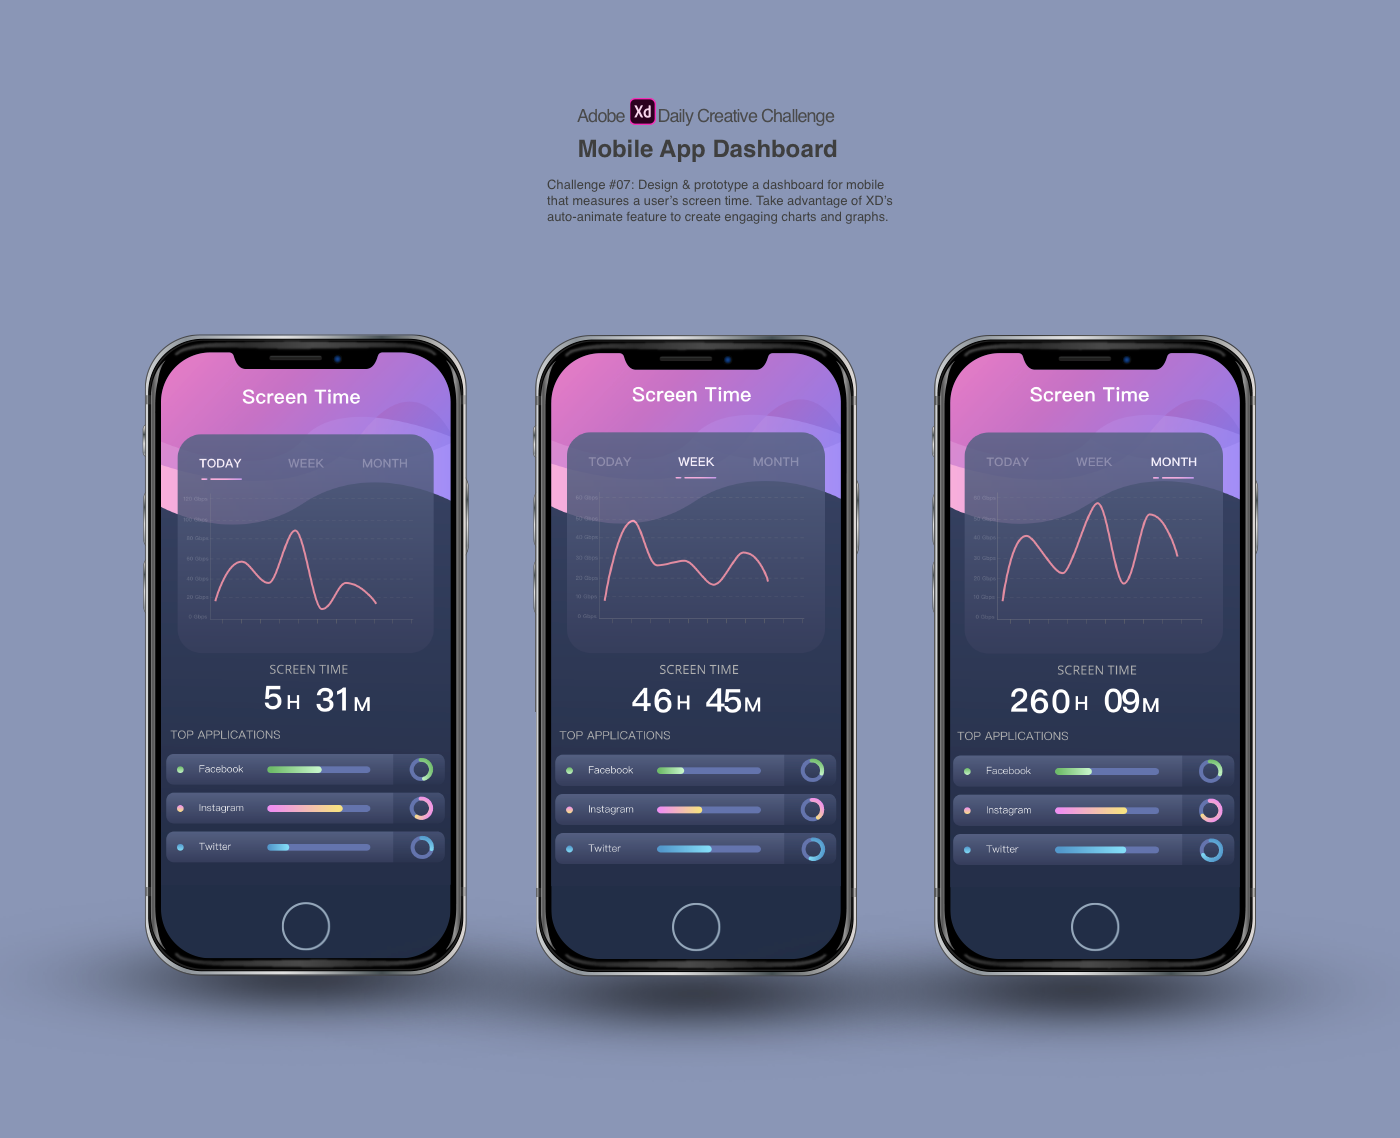 Adobe Xd Daily Creative Challenge
Mobile App Dashboard
Challenge #07: Design & prototype a dashboard for mobile
that measures a user's screen time. Take advantage of XD's
auto-animate feature to create engaging charts and graphs.
Screen Time
TODAY WEEK MONTH
SCREEN TIME
5H 31M
TOP APPLICATIONS
Facebook
Instagram
Twitter
Screen Time
TODAY WEEK MONTH
SCREEN TIME
46H 45M
TOP APPLICATIONS
Facebook
Instagram
Twitter
Screen Time
TODAY WEEK MONTH
SCREEN TIME
260H 09M
TOP APPLICATIONS
Facebook
Instagram
Twitter